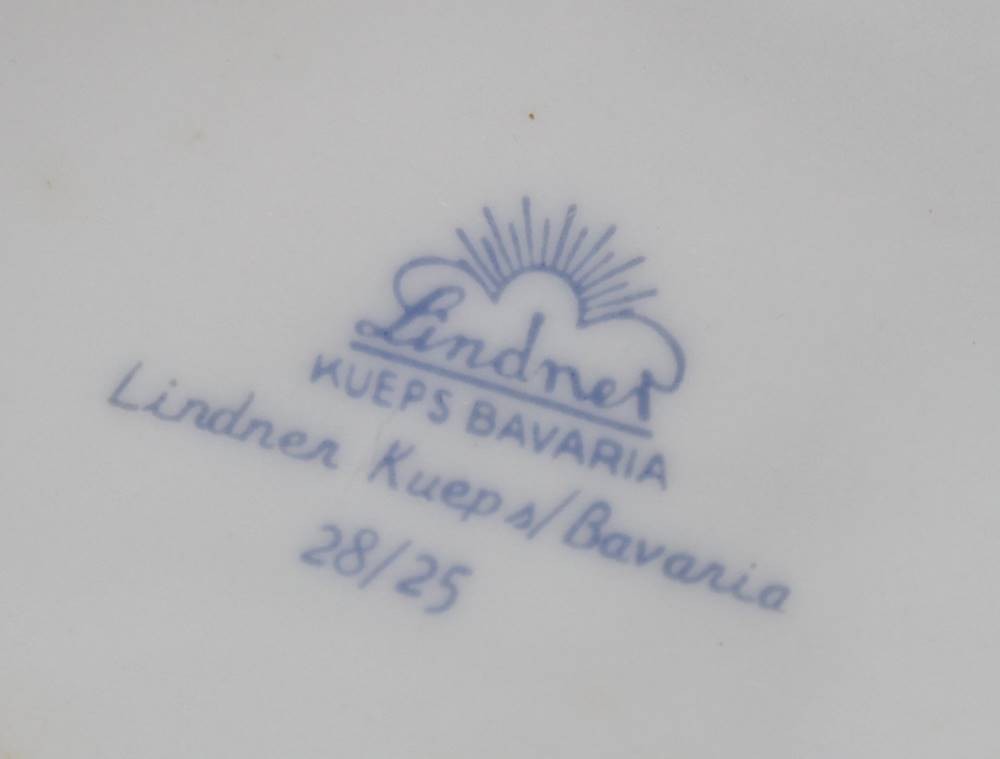 Lindner
KUEPS BAVARIA
Lindner Kueps/Bavaria
28/25